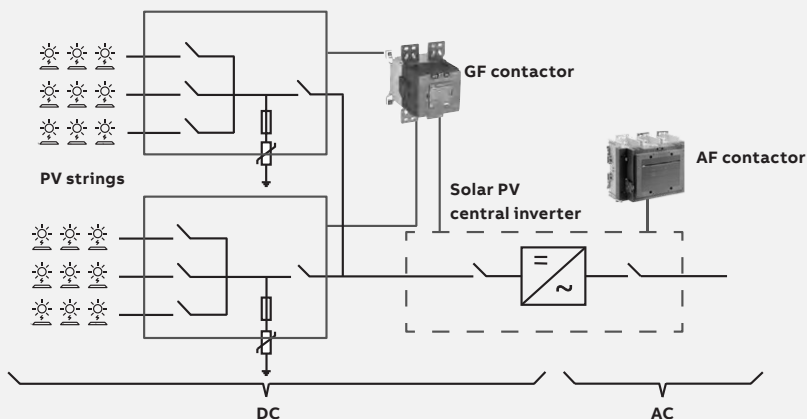 GF contactor
AF contactor
PV strings
Solar PV
central inverter
DC
AC